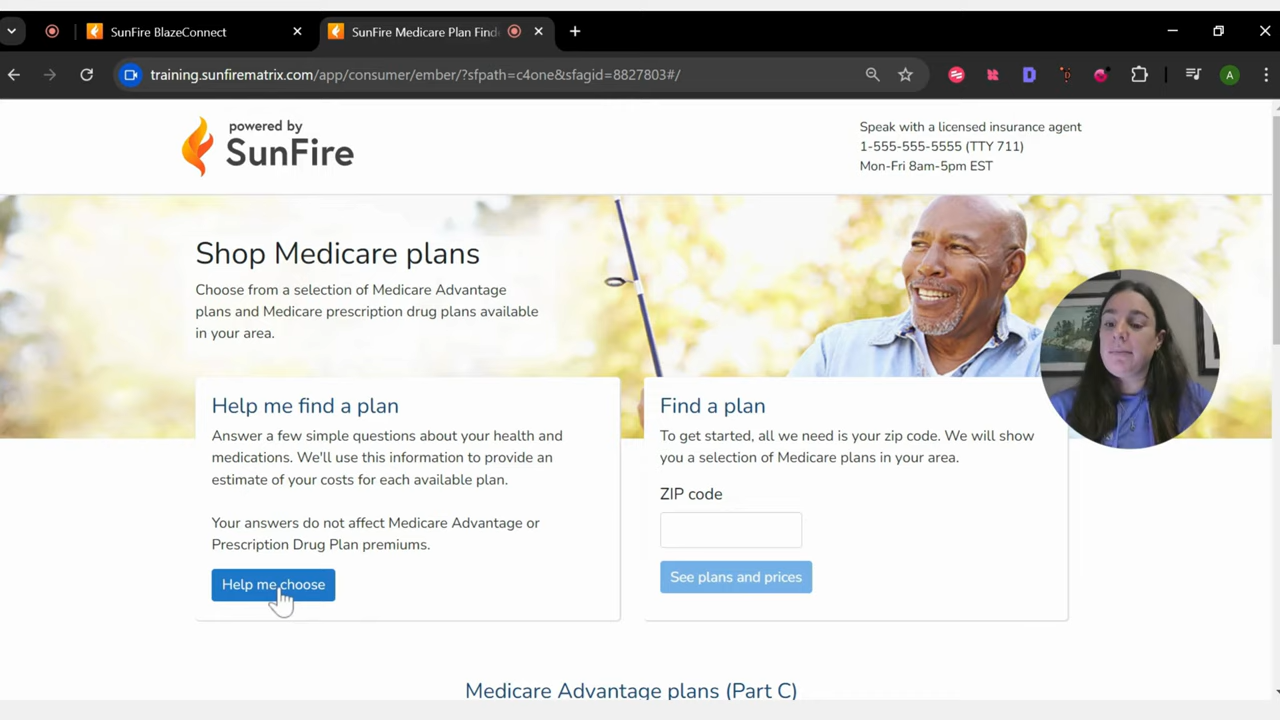 SunFire BlazeConnect
SunFire Medicare Plan Find
training.sunfirematrix.com/app/consumer/ember/?sfpath=c4one&sfagid=8827803#/
A
powered by
SunFire
Speak with a licensed insurance agent
1-555-555-5555 (TTY 711)
Mon-Fri 8am-5pm EST
Shop Medicare plans
Choose from a selection of Medicare Advantage
plans and Medicare prescription drug plans available
in your area.
Help me find a plan
Answer a few simple questions about your health and
medications. We'll use this information to provide an
estimate of your costs for each available plan.
Your answers do not affect Medicare Advantage or
Prescription Drug Plan premiums.
Help me choose
Find a plan
To get started, all we need is your zip code. We will show
you a selection of Medicare plans in your area.
ZIP code
See plans and prices
Medicare Advantage plans (Part C)